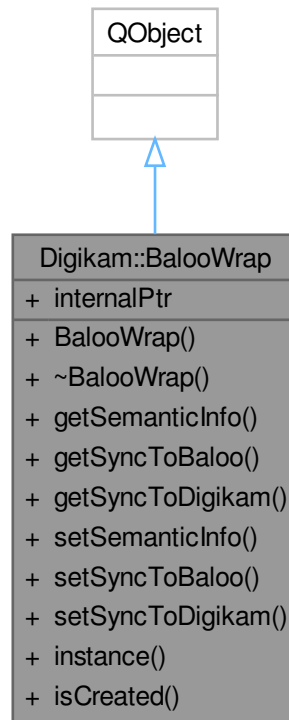 QObject
Digikam::BalooWrap
+ internalPtr
+ BalooWrap()
+ ~BalooWrap()
+ getSemanticInfo()
+ getSyncToBaloo()
+ getSyncToDigikam()
+ setSemanticInfo()
+ setSyncToBaloo()
+ setSyncToDigikam()
+ instance()
+ isCreated()